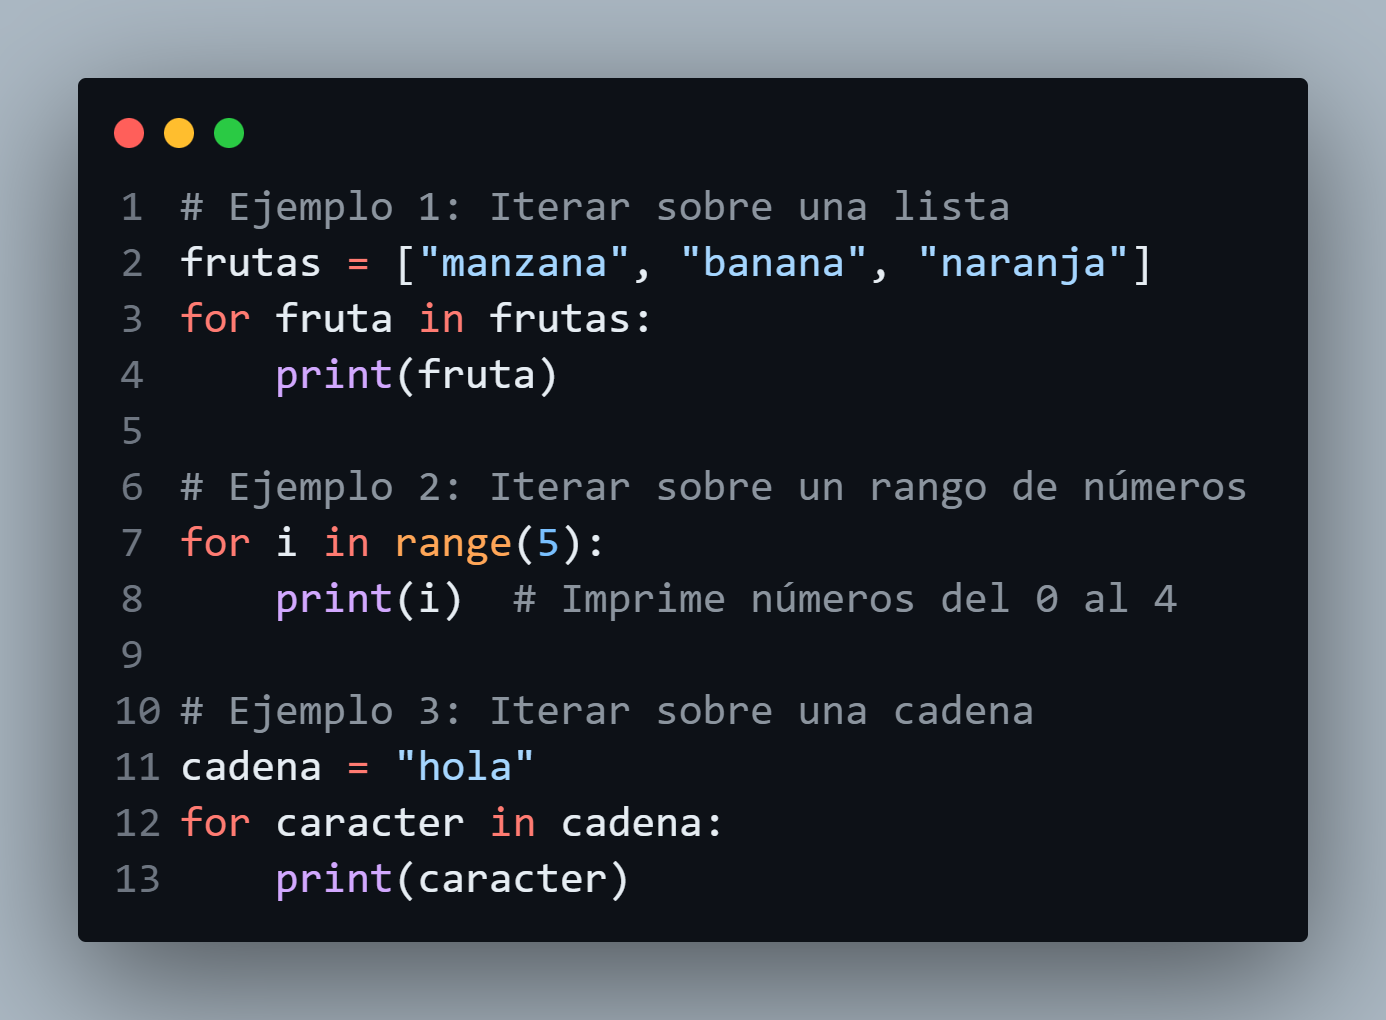 1 # Ejemplo 1: Iterar sobre una lista
2 frutas = ["manzana", "banana", "naranja"]
3 for fruta in frutas:
4     print(fruta)
5
6 # Ejemplo 2: Iterar sobre un rango de números
7 for i in range(5):
8     print(i)  # Imprime números del 0 al 4
9
10 # Ejemplo 3: Iterar sobre una cadena
11 cadena = "hola"
12 for caracter in cadena:
13     print(caracter)